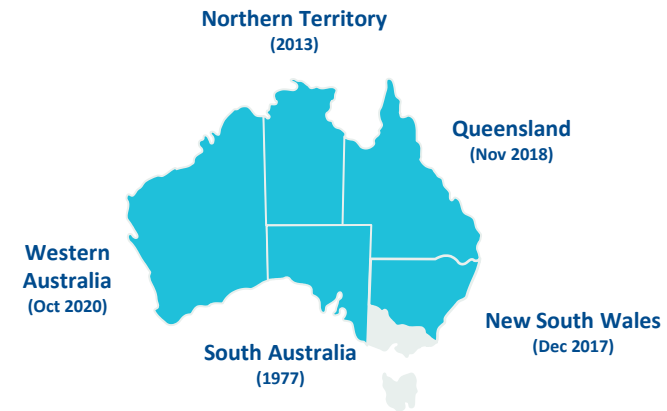 Northern Territory
(2013)
Queensland
(Nov 2018)
Western
Australia
(Oct 2020)
New South Wales
(Dec 2017)
South Australia
(1977)